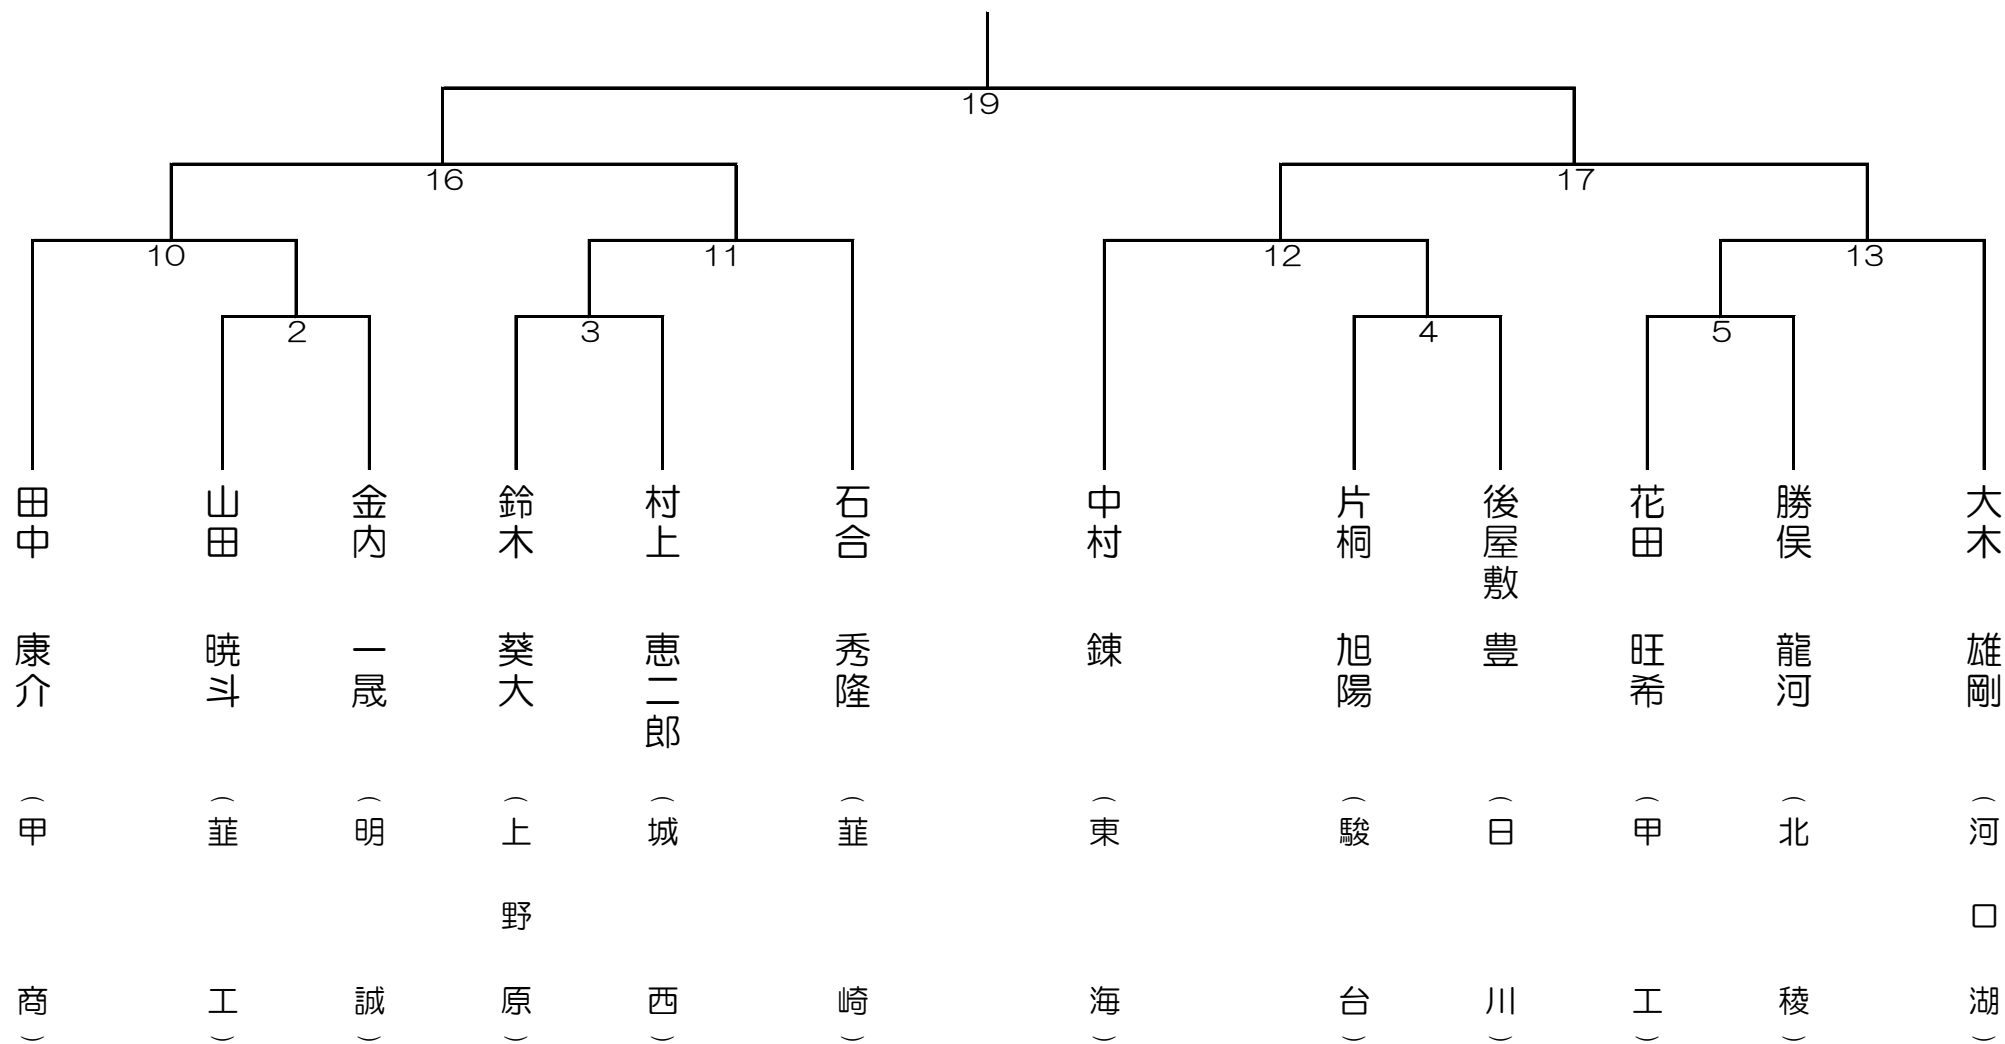 19
16
17
10
11
12
13
2
3
4
5
田中 康介 （甲商）
山田 暁斗 （韮工）
金内 一晟 （明誠）
鈴木 葵大 （上野原）
村上 恵二郎 （城西）
石合 秀隆 （韮崎）
中村 錬 （東海）
片桐 旭陽 （駿台）
後屋敷 豊 （日川）
花田 旺希 （甲工）
勝俣 龍河 （北稜）
大木 雄剛 （河口湖）